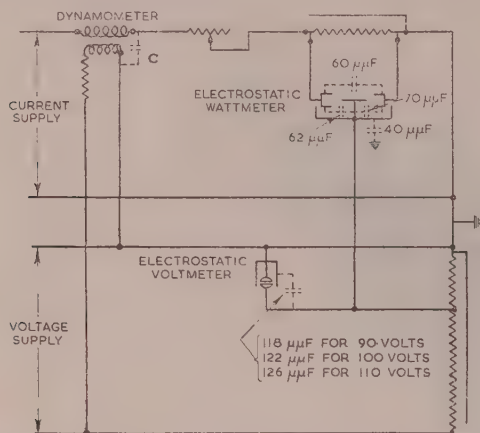 DYNAMOMETER
C
60 μμF
ELECTROSTATIC
WATTMETER
70 μμF
62 μμF
40 μμF
CURRENT
SUPPLY
ELECTROSTATIC
VOLTMETER
VOLTAGE
SUPPLY
118 μμF FOR 90 VOLTS
122 μμF FOR 100 VOLTS
126 μμF FOR 110 VOLTS